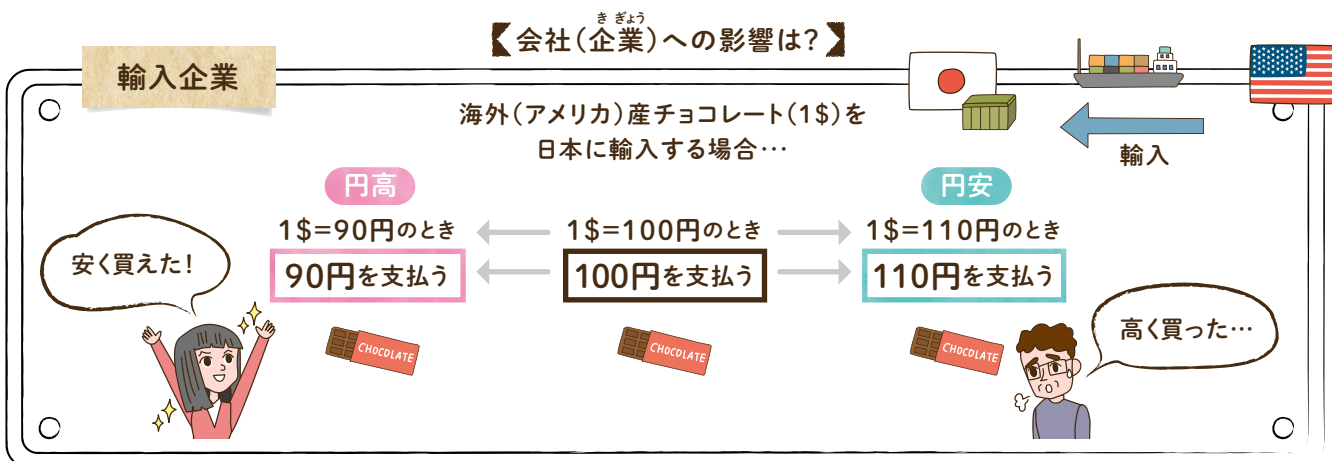 【会社(企業)への影響は?】
きぎょう
輸入企業
海外(アメリカ)産チョコレート(1$)を
日本に輸入する場合…
輸入
円高
円安
1$=90円のとき
1$=100円のとき
1$=110円のとき
90円を支払う
100円を支払う
110円を支払う
安く買えた!
高く買った…
CHOCOLATE
CHOCOLATE
CHOCOLATE